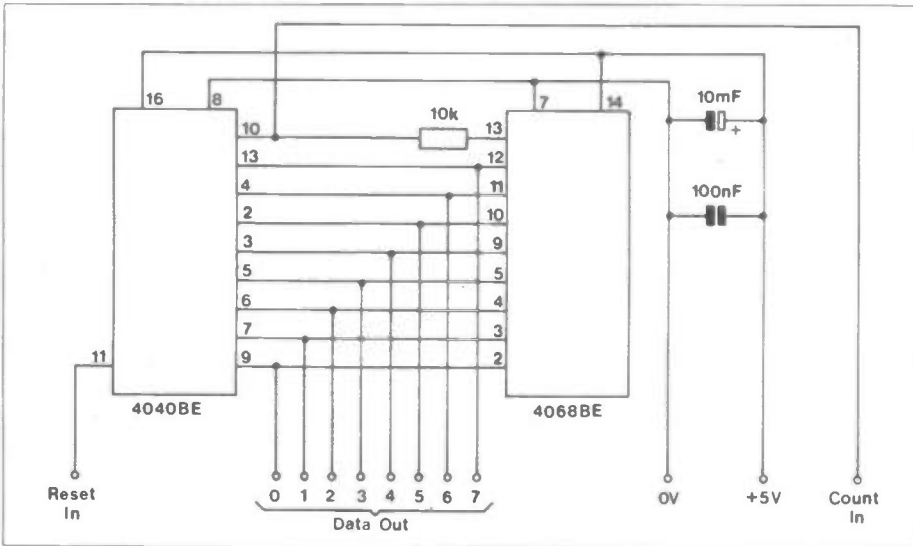 16 8 7 14
10mF
+
10k
10 13
13 12
4 11
2 10
100nF
3 9
5 5
6 4
7 3
11 9 2
4040BE 4068BE
Reset In
0 1 2 3 4 5 6 7
Data Out
0V +5V
Count In